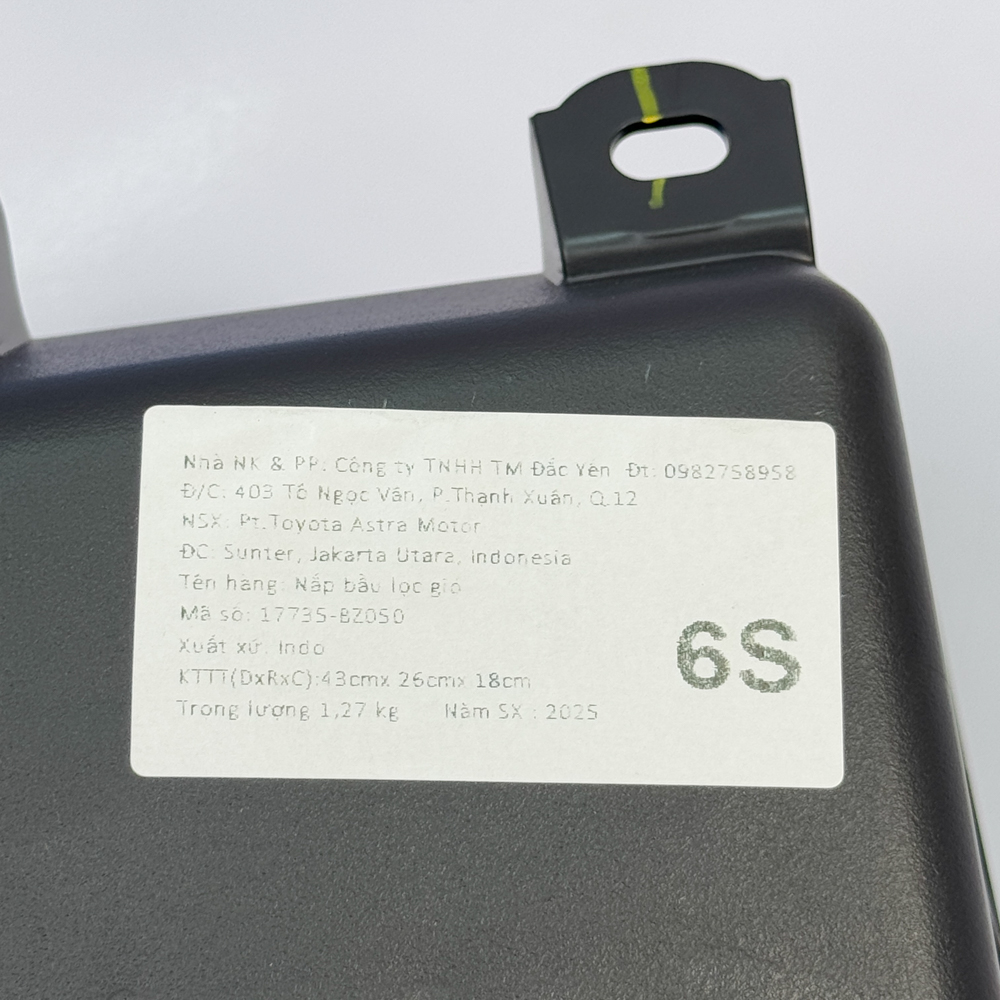 Nhà NK & PP: Công ty TNHH TM Đắc Yên Đt: 0982758958
Đ/C: 403 Tô Ngọc Vân, P.Thạnh Xuân, Q.12
NSX: Pt.Toyota Astra Motor
ĐC: Sunter, Jakarta Utara, Indonesia
Tên hàng: Nắp bầu lọc gió
Mã số: 17735-BZ050
Xuất xứ: Indo
KTTT(DxRxC):43cmx 26cmx 18cm
Trọng lượng 1,27 kg Năm SX : 2025
6S